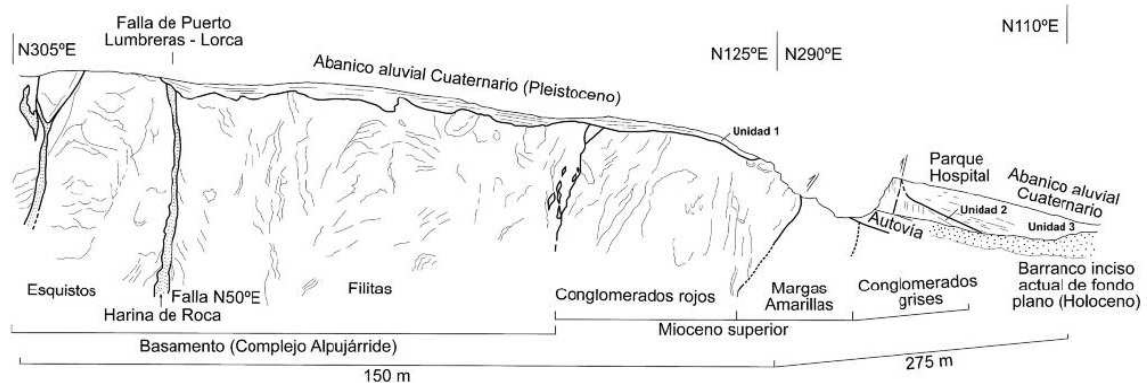 Falla de Puerto
Lumbreras - Lorca
N305ºE
Abanico aluvial Cuaternario (Pleistoceno)
N125ºE
N290ºE
N110ºE
Unidad 1
Parque
Hospital
Abanico aluvial
Cuaternario
Unidad 2
Unidad 3
Autovía
Esquistos
Falla N50ºE
Harina de Roca
Filitas
Conglomerados rojos
Margas
Amarillas
Conglomerados
grises
Barranco inciso
actual de fondo
plano (Holoceno)
Mioceno superior
Basamento (Complejo Alpujárride)
150 m
275 m